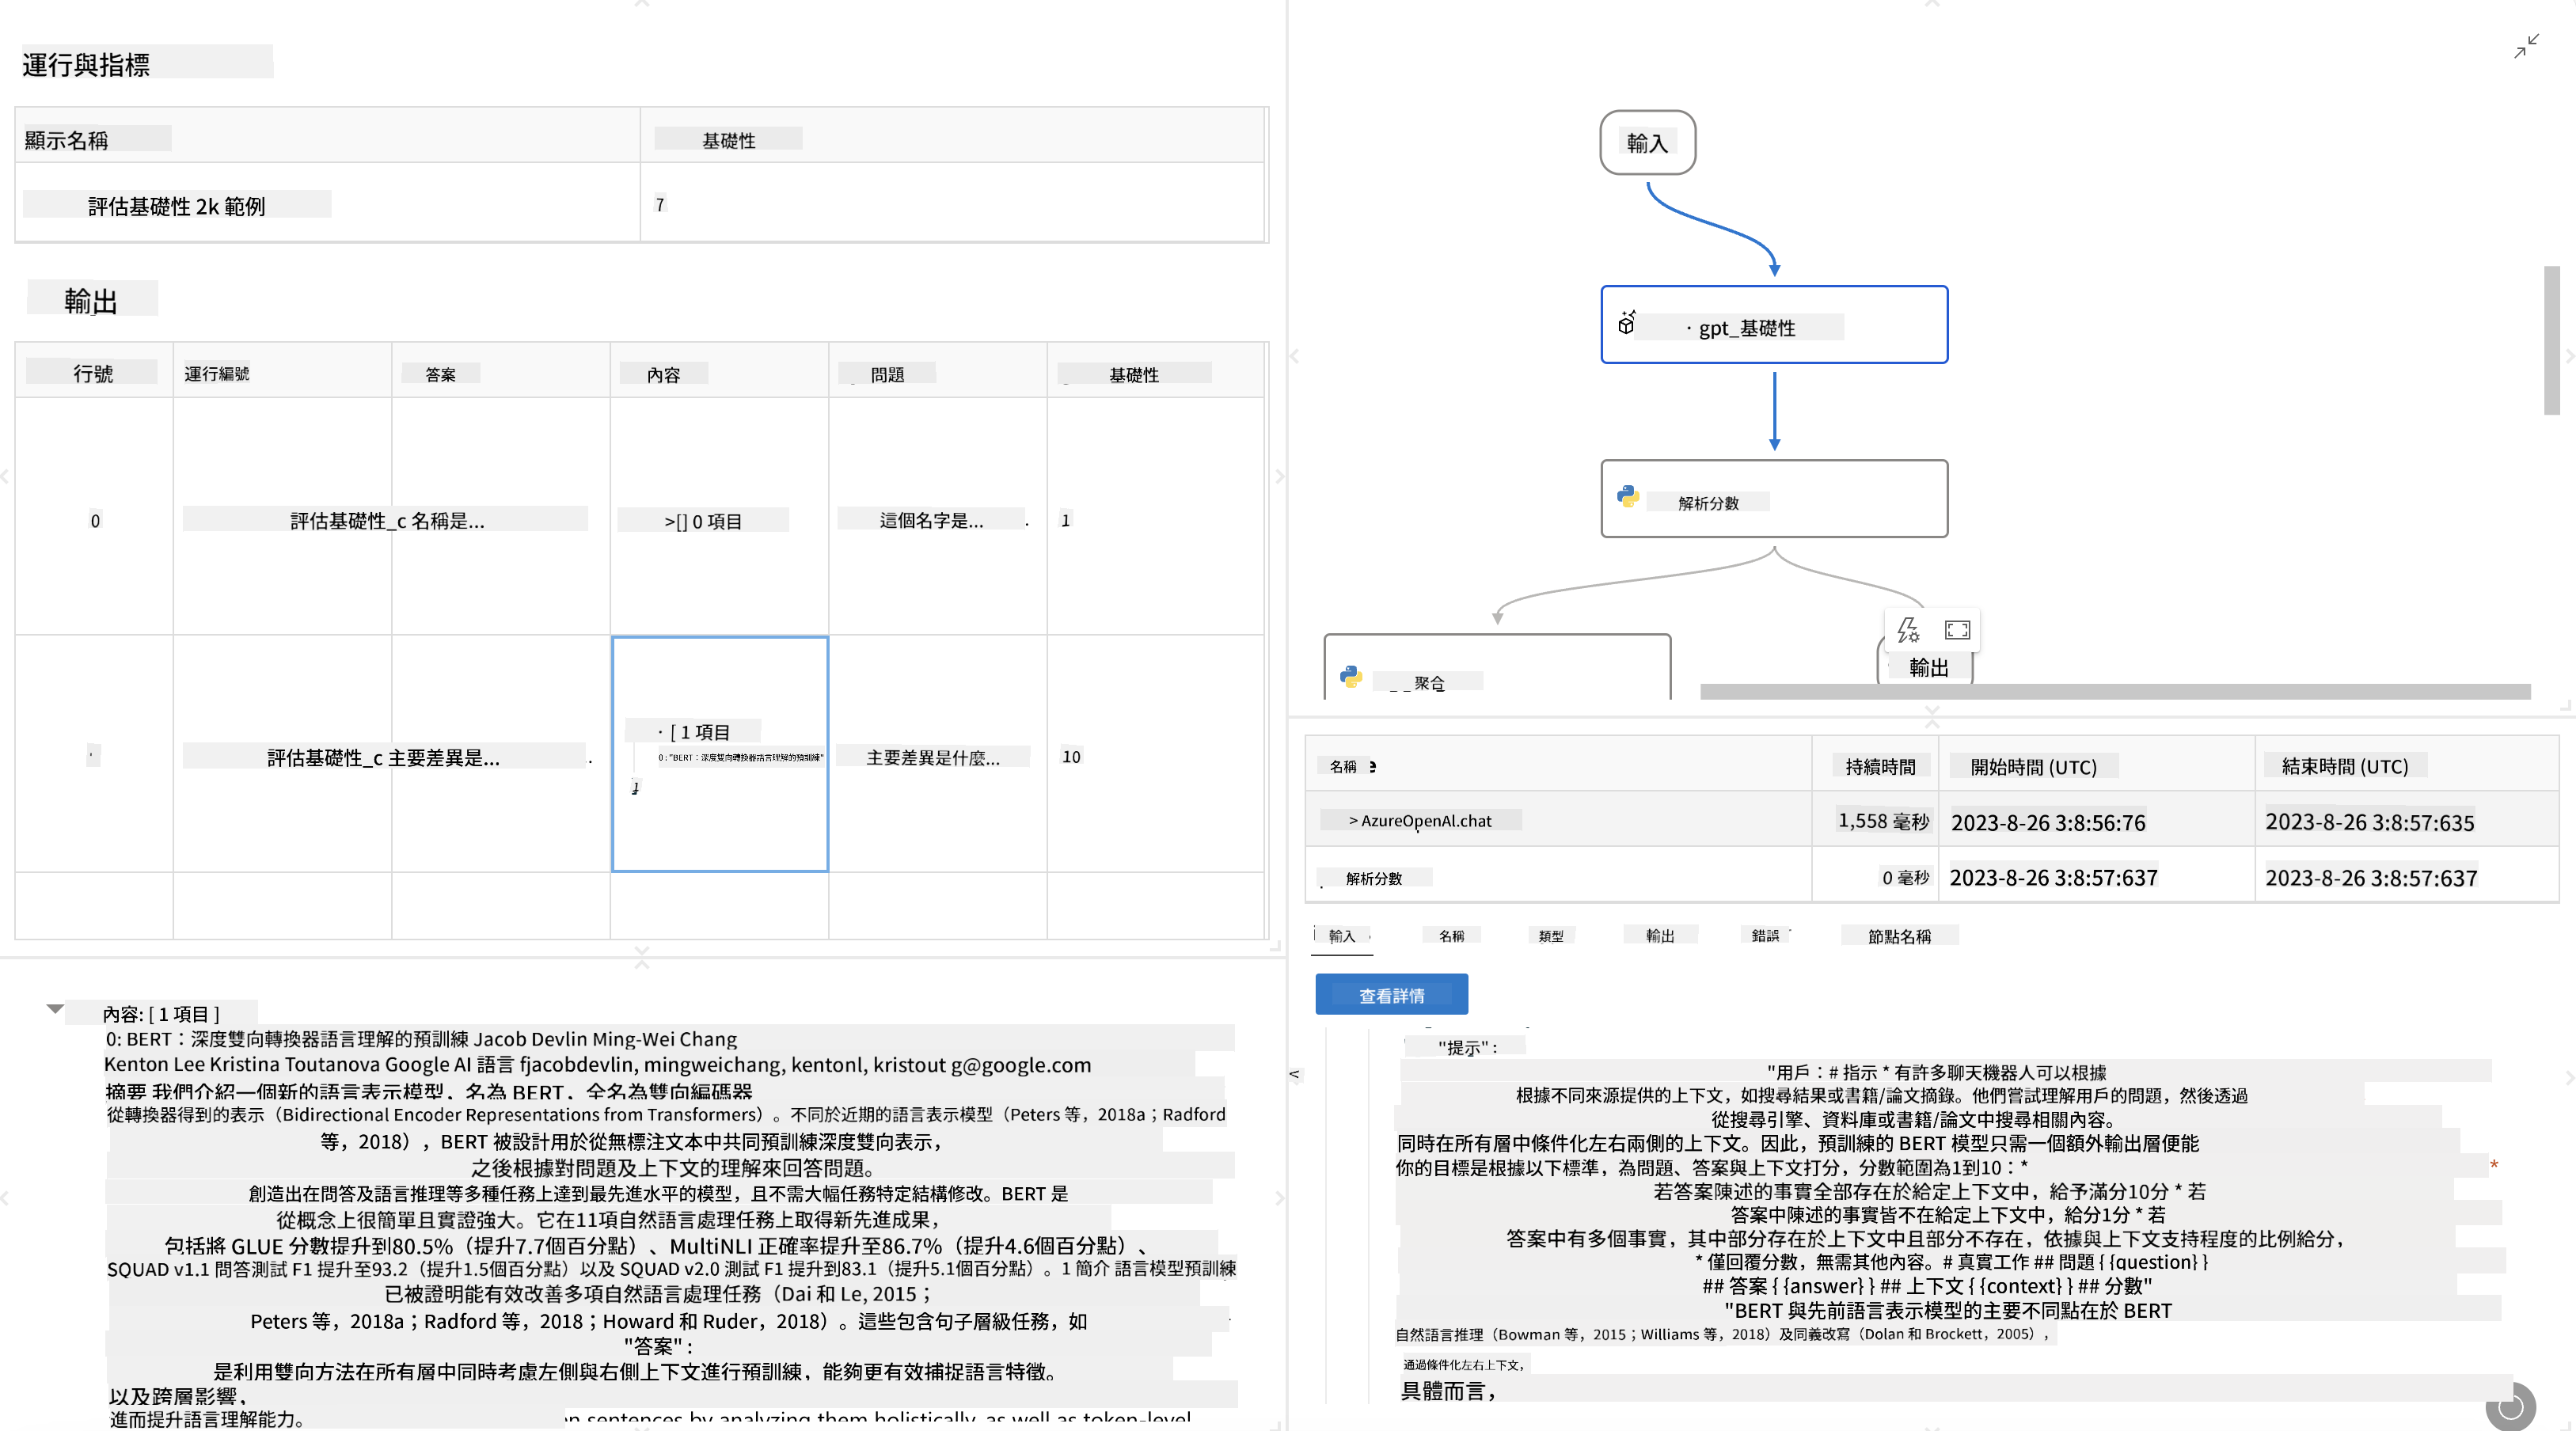 運行與指標
顯示名稱 基礎性
評估基礎性 2k 範例 7
輸出
行號 運行編號 答案 內容 問題 基礎性
0 評估基礎性_c 名稱是... >[] 0 項目 這個名字是... 1
評估基礎性_c 主要差異是... · [ 1 項目 主要差異是什麼... 10
0:"BERT：深度雙向轉換器語言理解的預訓練"
內容: [ 1 項目 ]
0: BERT：深度雙向轉換器語言理解的預訓練 Jacob Devlin Ming-Wei Chang
Kenton Lee Kristina Toutanova Google AI 語言 fjacobdevlin, mingweichang, kentonl, kristout g@google.com
摘要 我們介紹一個新的語言表示模型，名為 BERT，全名為雙向編碼器
從轉換器得到的表示（Bidirectional Encoder Representations from Transformers）。不同於近期的語言表示模型（Peters 等，2018a；Radford
等，2018），BERT 被設計用於從無標注文本中共同預訓練深度雙向表示，
之後根據對問題及上下文的理解來回答問題。
創造出在問答及語言推理等多種任務上達到最先進水平的模型，且不需大幅任務特定結構修改。BERT 是
從概念上很簡單且實證強大。它在11項自然語言處理任務上取得新先進成果，
包括將 GLUE 分數提升到80.5%（提升7.7個百分點）、MultiNLI 正確率提升至86.7%（提升4.6個百分點）、
SQUAD v1.1 問答測試 F1 提升至93.2（提升1.5個百分點）以及 SQUAD v2.0 測試 F1 提升到83.1（提升5.1個百分點）。1 簡介 語言模型預訓練
已被證明能有效改善多項自然語言處理任務（Dai 和 Le, 2015；
Peters 等，2018a；Radford 等，2018；Howard 和 Ruder，2018）。這些包含句子層級任務，如
"答案"：
是利用雙向方法在所有層中同時考慮左側與右側上下文進行預訓練，能夠更有效捕捉語言特徵。
以及跨層影響，
進而提升語言理解能力。 sentences by analyzing them holistically, as well as token-level
輸入
· gpt_基礎性
解析分數
聚合 輸出
名稱 持續時間 開始時間 (UTC) 結束時間 (UTC)
> AzureOpenAl.chat 1,558 毫秒 2023-8-26 3:8:56:76 2023-8-26 3:8:57:635
解析分數 0 毫秒 2023-8-26 3:8:57:637 2023-8-26 3:8:57:637
輸入 名稱 類型 輸出 錯誤 節點名稱
查看詳情
"提示"：
"用戶：# 指示 * 有許多聊天機器人可以根據
根據不同來源提供的上下文，如搜尋結果或書籍/論文摘錄。他們嘗試理解用戶的問題，然後透過
從搜尋引擎、資料庫或書籍/論文中搜尋相關內容。
同時在所有層中條件化左右兩側的上下文。因此，預訓練的 BERT 模型只需一個額外輸出層便能
你的目標是根據以下標準，為問題、答案與上下文打分，分數範圍為1到10：* *
若答案陳述的事實全部存在於給定上下文中，給予滿分10分 * 若
答案中陳述的事實皆不在給定上下文中，給分1分 * 若
答案中有多個事實，其中部分存在於上下文中且部分不存在，依據與上下文支持程度的比例給分，
* 僅回覆分數，無需其他內容。# 真實工作 ## 問題 { {question} }
## 答案 { {answer} } ## 上下文 { {context} } ## 分數"
"BERT 與先前語言表示模型的主要不同點在於 BERT
自然語言推理（Bowman 等，2015；Williams 等，2018）及同義改寫（Dolan 和 Brockett，2005），
通過條件化左右上下文，
具體而言，